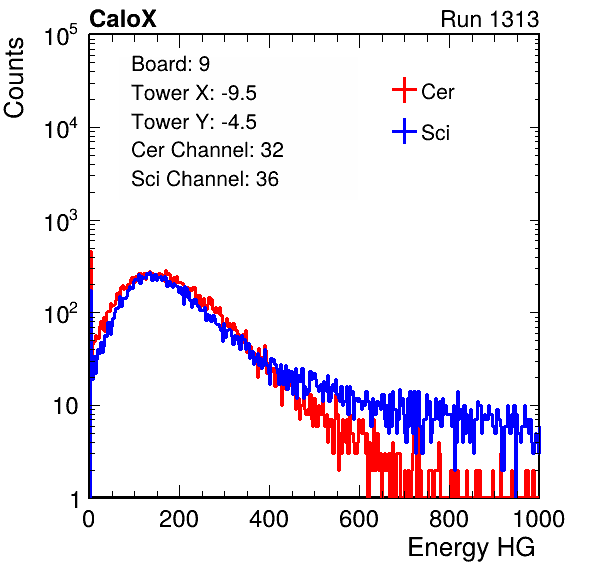 CaloX Run 1313
10^5
Counts
Board: 9
Tower X: -9.5
Tower Y: -4.5
Cer Channel: 32
Sci Channel: 36
Cer
Sci
10^4
10^3
10^2
10
1
0 200 400 600 800 1000
Energy HG